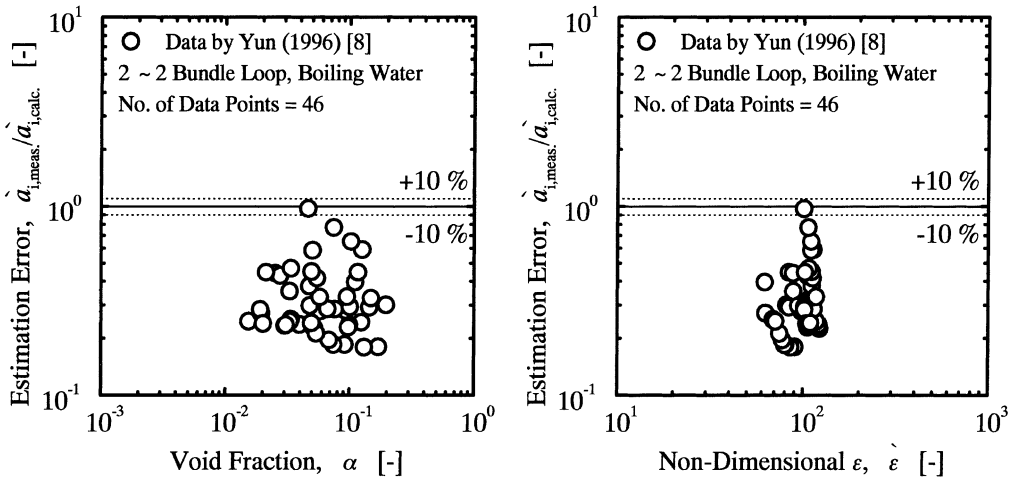 10¹
Data by Yun (1996) [8]
2 ~ 2 Bundle Loop, Boiling Water
No. of Data Points = 46
+10 %
10⁰
-10 %
10⁻¹
10⁻³ 10⁻² 10⁻¹ 10⁰
Void Fraction, α [-]
Estimation Error, à_i,meas./à_i,calc. [-]
10¹
Data by Yun (1996) [8]
2 ~ 2 Bundle Loop, Boiling Water
No. of Data Points = 46
+10 %
10⁰
-10 %
10⁻¹
10¹ 10² 10³
Non-Dimensional ε, ὲ [-]
Estimation Error, à_i,meas./à_i,calc. [-]